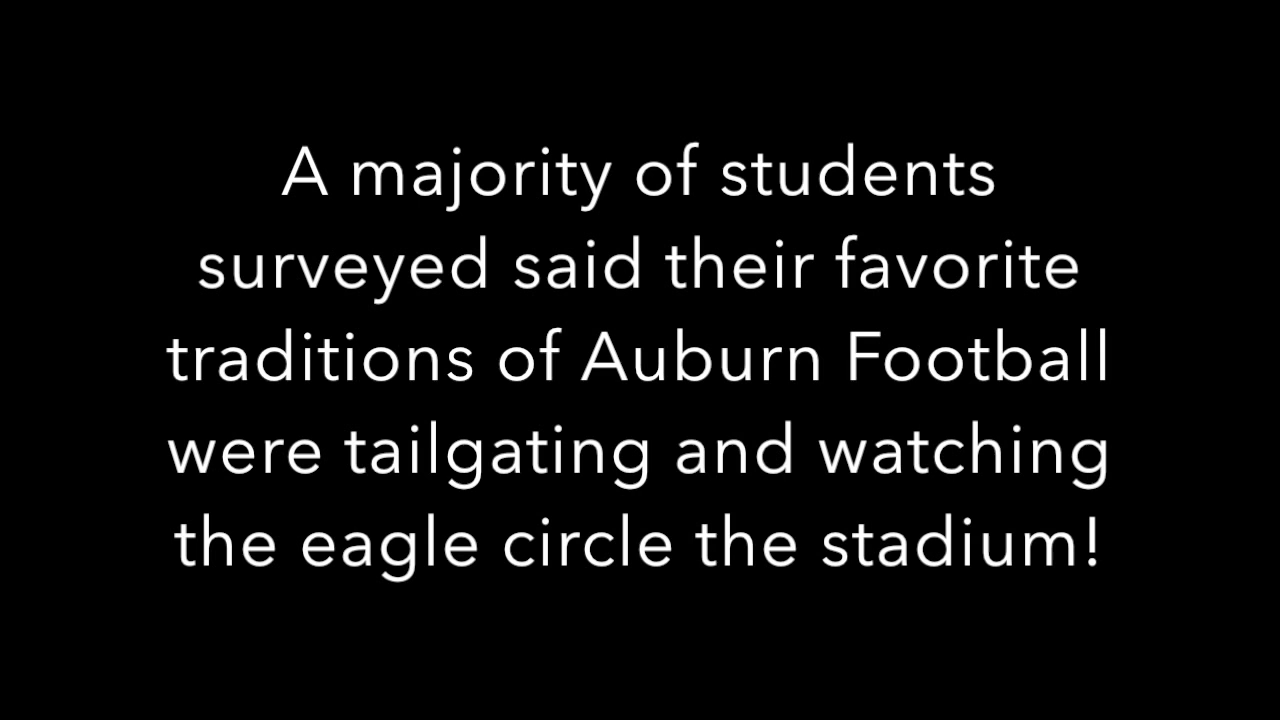 A majority of students
surveyed said their favorite
traditions of Auburn Football
were tailgating and watching
the eagle circle the stadium!